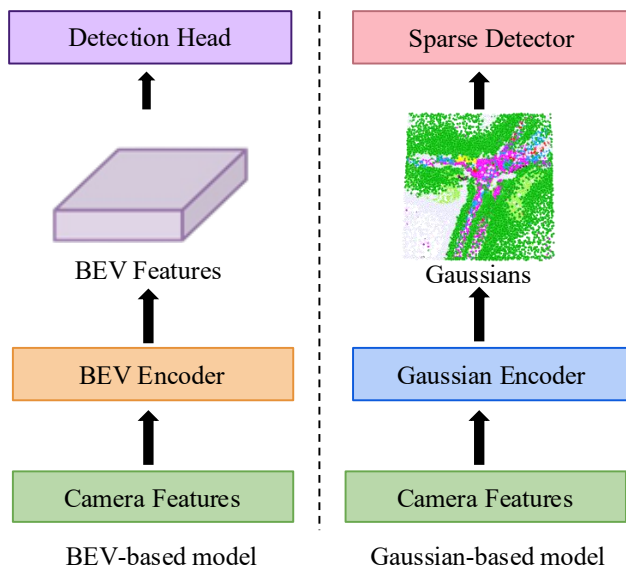 Detection Head
BEV Features
BEV Encoder
Camera Features
BEV-based model
Sparse Detector
Gaussians
Gaussian Encoder
Camera Features
Gaussian-based model